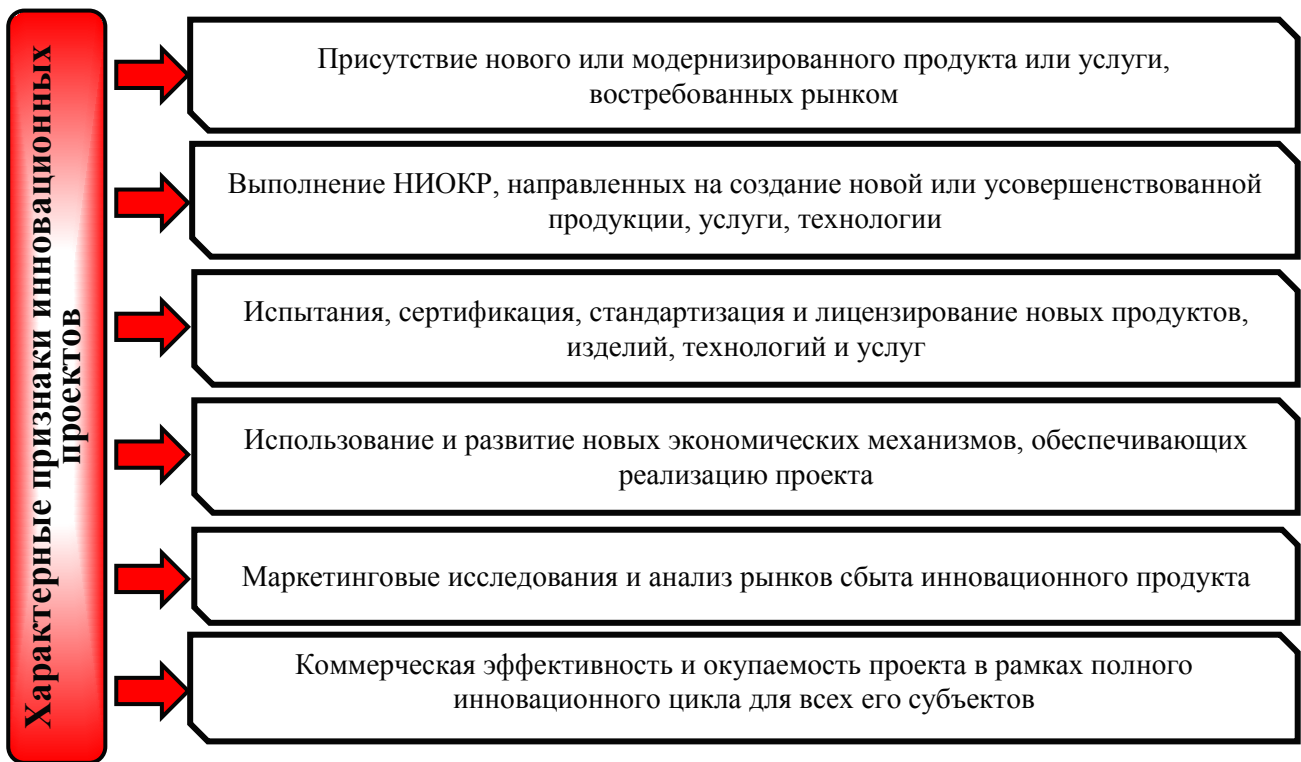 Характерные признаки инновационных
проектов
Присутствие нового или модернизированного продукта или услуги,
востребованных рынком
Выполнение НИОКР, направленных на создание новой или усовершенствованной
продукции, услуги, технологии
Испытания, сертификация, стандартизация и лицензирование новых продуктов,
изделий, технологий и услуг
Использование и развитие новых экономических механизмов, обеспечивающих
реализацию проекта
Маркетинговые исследования и анализ рынков сбыта инновационного продукта
Коммерческая эффективность и окупаемость проекта в рамках полного
инновационного цикла для всех его субъектов